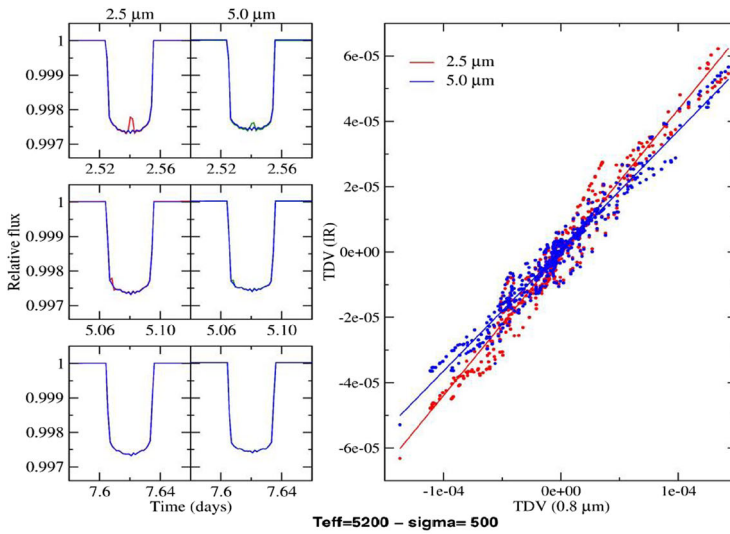 2.5 μm 5.0 μm
1
0.999
0.998
0.997
2.52 2.56 2.52 2.56
1
0.999
0.998
0.997
5.06 5.10 5.06 5.10
1
0.999
0.998
0.997
7.6 7.64 7.6 7.64
Time (days)
Relative flux
2.5 μm
5.0 μm
6e-05
4e-05
2e-05
0e+00
-2e-05
-4e-05
-6e-05
TDV (IR)
-1e-04 0e+00 1e-04
TDV (0.8 μm)
Teff=5200 – sigma= 500